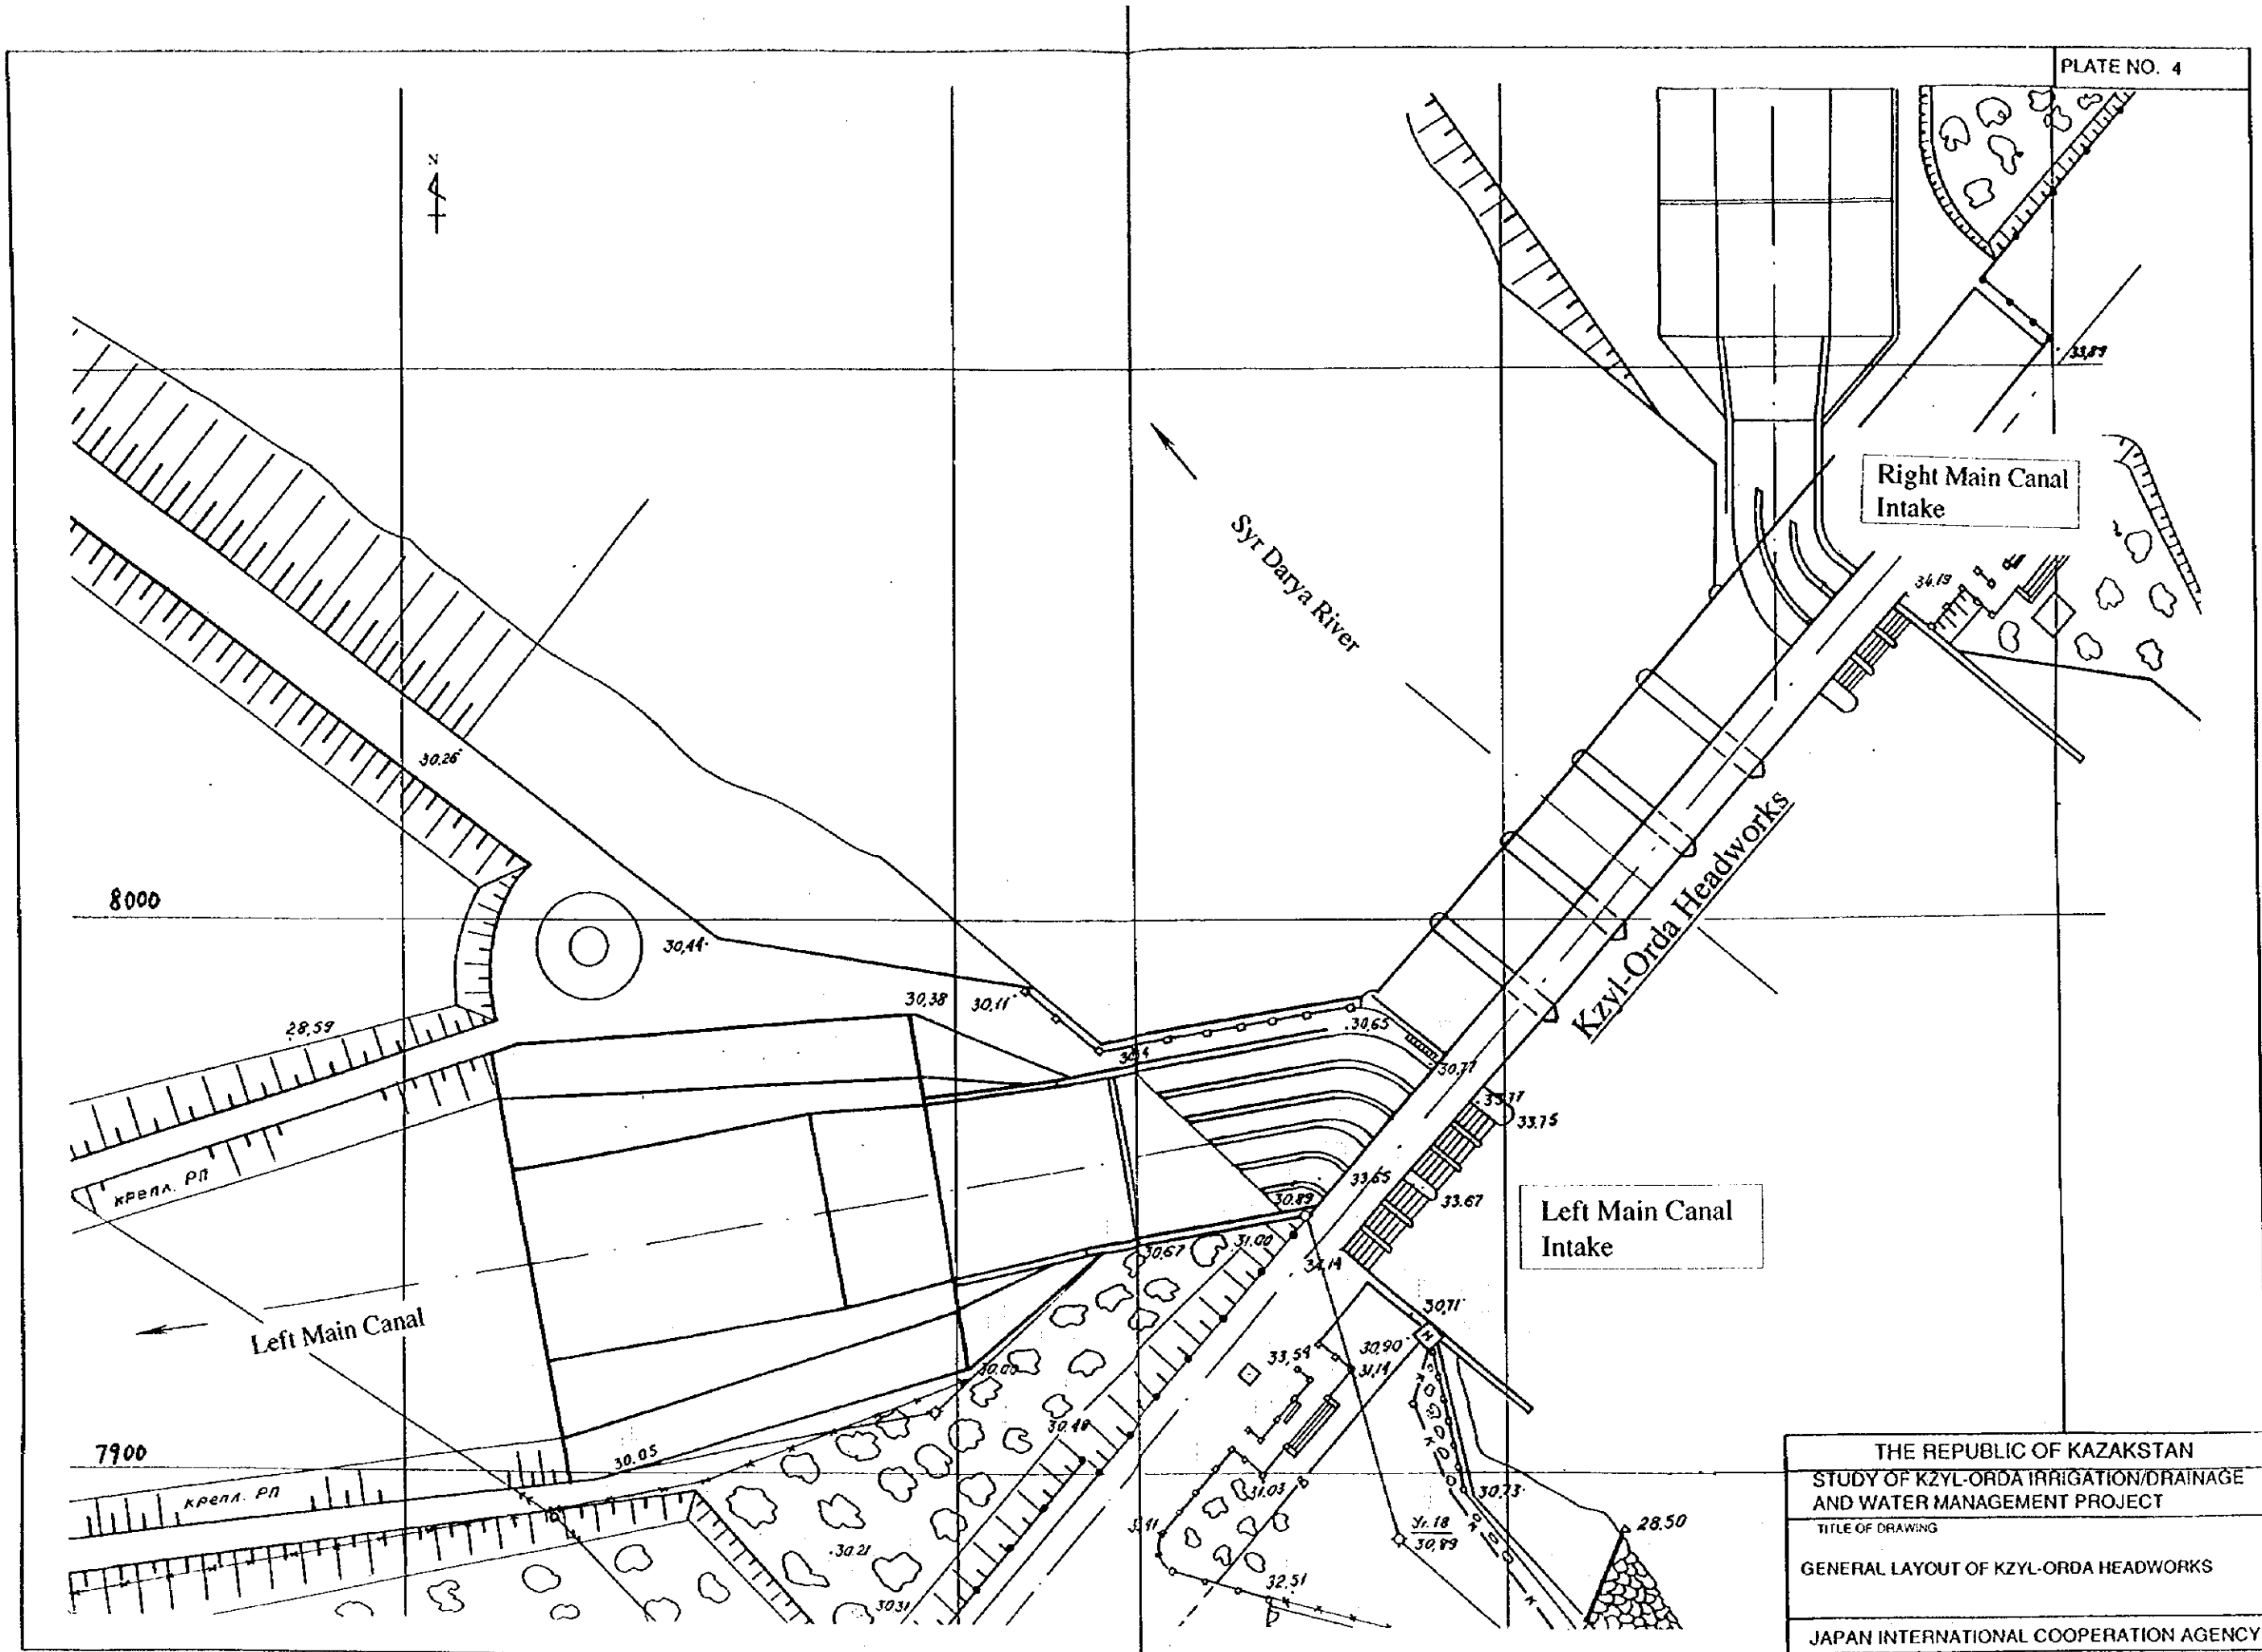 PLATE NO. 4
N
33,89
Right Main Canal
Intake
34.19
Syr Darya River
30.26
Kzyl-Orda Headworks
8000
30,44
30,38
30,11
28,59
30,65
30,77
33.75
крепл. РП
33,65
33.67
30.89
Left Main Canal
Intake
30,67
31.00
34.14
Left Main Canal
30,71
30,90
31,14
33,54
30.00
30.48
7900
30.05
крепл. РП
31.03
30,73
30.21
28.50
30,89
32.51
30.31
THE REPUBLIC OF KAZAKSTAN
STUDY OF KZYL-ORDA IRRIGATION/DRAINAGE
AND WATER MANAGEMENT PROJECT
TITLE OF DRAWING
GENERAL LAYOUT OF KZYL-ORDA HEADWORKS
JAPAN INTERNATIONAL COOPERATION AGENCY